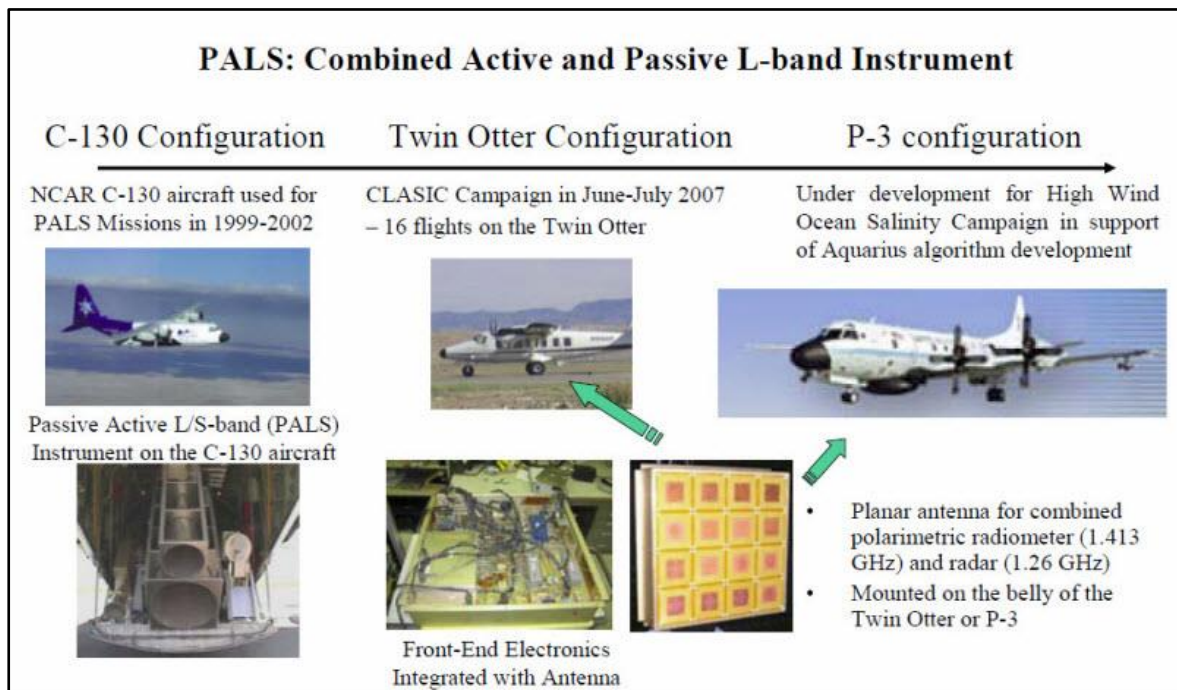 PALS: Combined Active and Passive L-band Instrument
C-130 Configuration
Twin Otter Configuration
P-3 configuration
NCAR C-130 aircraft used for
PALS Missions in 1999-2002
CLASIC Campaign in June-July 2007
– 16 flights on the Twin Otter
Under development for High Wind
Ocean Salinity Campaign in support
of Aquarius algorithm development
Passive Active L/S-band (PALS)
Instrument on the C-130 aircraft
• Planar antenna for combined
polarimetric radiometer (1.413
GHz) and radar (1.26 GHz)
• Mounted on the belly of the
Twin Otter or P-3
Front-End Electronics
Integrated with Antenna